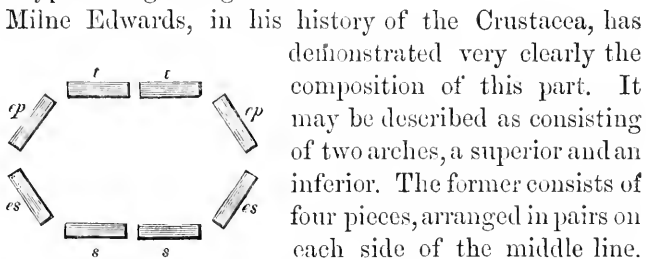 Milne Edwards, in his history of the Crustacea, has
demonstrated very clearly the
composition of this part. It
may be described as consisting
of two arches, a superior and an
inferior. The former consists of
four pieces, arranged in pairs on
each side of the middle line.
t t
ep ep
es es
s s